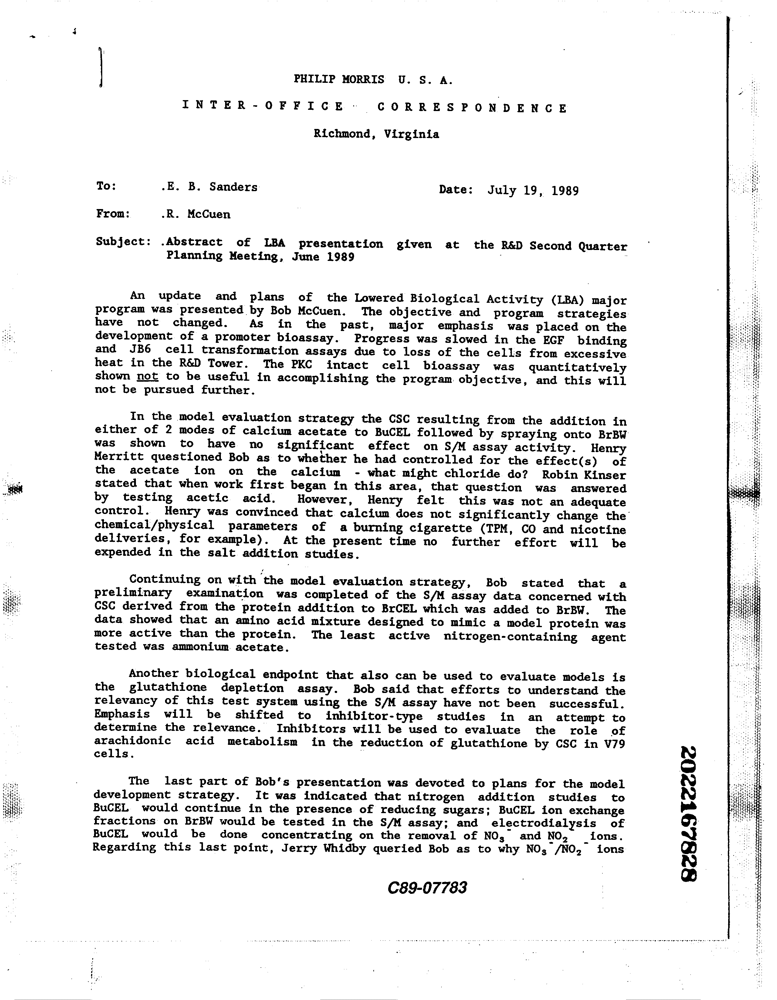 PHILIP MORRIS U. S. A.
INTER-OFFICE CORRESPONDENCE
Richmond, Virginia
To: .E. B. Sanders
Date: July 19, 1989
From: .R. McCuen
Subject: .Abstract of LBA presentation given at the R&D Second Quarter
Planning Meeting, June 1989
An update and plans of the Lowered Biological Activity (LBA) major
program was presented by Bob McCuen. The objective and program strategies
have not changed. As in the past, major emphasis was placed on the
development of a promoter bioassay. Progress was slowed in the EGF binding
and JB6 cell transformation assays due to loss of the cells from excessive
heat in the R&D Tower. The PKC intact cell bioassay was quantitatively
shown not to be useful in accomplishing the program objective, and this will
not be pursued further.
In the model evaluation strategy the CSC resulting from the addition in
either of 2 modes of calcium acetate to BuCEL followed by spraying onto BrBW
was shown to have no significant effect on S/M assay activity. Henry
Merritt questioned Bob as to whether he had controlled for the effect(s) of
the acetate ion on the calcium - what might chloride do? Robin Kinser
stated that when work first began in this area, that question was answered
by testing acetic acid. However, Henry felt this was not an adequate
control. Henry was convinced that calcium does not significantly change the
chemical/physical parameters of a burning cigarette (TPM, CO and nicotine
deliveries, for example). At the present time no further effort will be
expended in the salt addition studies.
Continuing on with the model evaluation strategy, Bob stated that a
preliminary examination was completed of the S/M assay data concerned with
CSC derived from the protein addition to BrCEL which was added to BrBW. The
data showed that an amino acid mixture designed to mimic a model protein was
more active than the protein. The least active nitrogen-containing agent
tested was ammonium acetate.
Another biological endpoint that also can be used to evaluate models is
the glutathione depletion assay. Bob said that efforts to understand the
relevancy of this test system using the S/M assay have not been successful.
Emphasis will be shifted to inhibitor-type studies in an attempt to
determine the relevance. Inhibitors will be used to evaluate the role of
arachidonic acid metabolism in the reduction of glutathione by CSC in V79
cells.
The last part of Bob's presentation was devoted to plans for the model
development strategy. It was indicated that nitrogen addition studies to
BuCEL would continue in the presence of reducing sugars; BuCEL ion exchange
fractions on BrBW would be tested in the S/M assay; and electrodialysis of
BuCEL would be done concentrating on the removal of NO₃⁻ and NO₂⁻ ions.
Regarding this last point, Jerry Whidby queried Bob as to why NO₃⁻/NO₂⁻ ions
C89-07783
2022167828